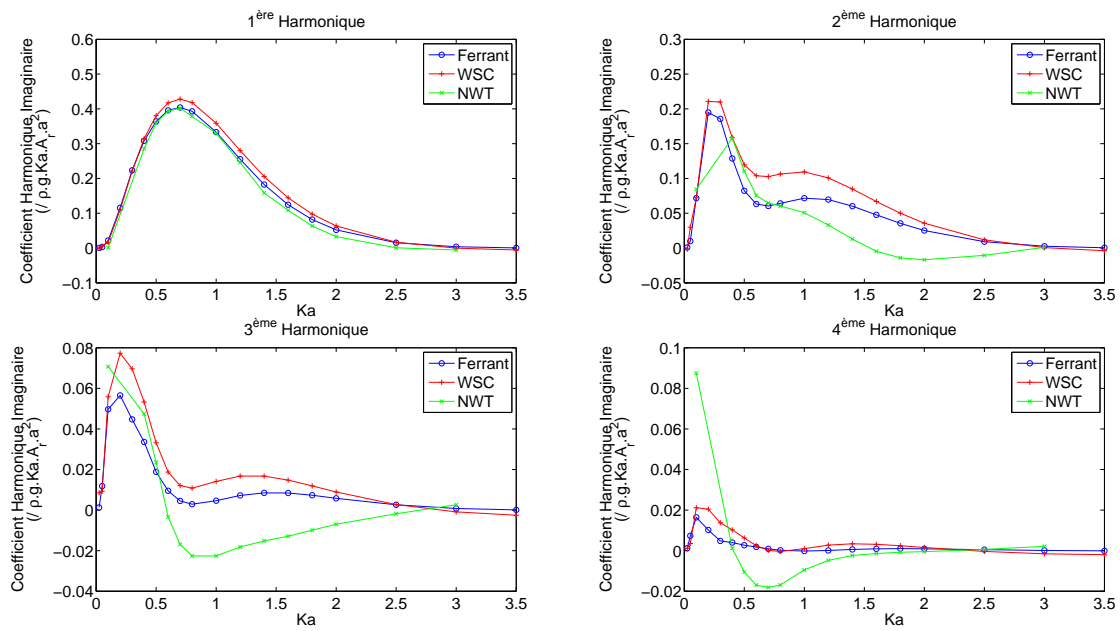 1ère Harmonique
Coefficient Harmonique Imaginaire
(/ ρ.g.Ka.Ar.a²)
0.6
0.5
0.4
0.3
0.2
0.1
0
−0.1
Ferrant
WSC
NWT
0 0.5 1 1.5 2 2.5 3 3.5
Ka
2ème Harmonique
Coefficient Harmonique Imaginaire
(/ ρ.g.Ka.Ar.a²)
0.3
0.25
0.2
0.15
0.1
0.05
0
−0.05
Ferrant
WSC
NWT
0 0.5 1 1.5 2 2.5 3 3.5
Ka
3ème Harmonique
Coefficient Harmonique Imaginaire
(/ ρ.g.Ka.Ar.a²)
0.08
0.06
0.04
0.02
0
−0.02
−0.04
Ferrant
WSC
NWT
0 0.5 1 1.5 2 2.5 3 3.5
Ka
4ème Harmonique
Coefficient Harmonique Imaginaire
(/ ρ.g.Ka.Ar.a²)
0.1
0.08
0.06
0.04
0.02
0
−0.02
Ferrant
WSC
NWT
0 0.5 1 1.5 2 2.5 3 3.5
Ka